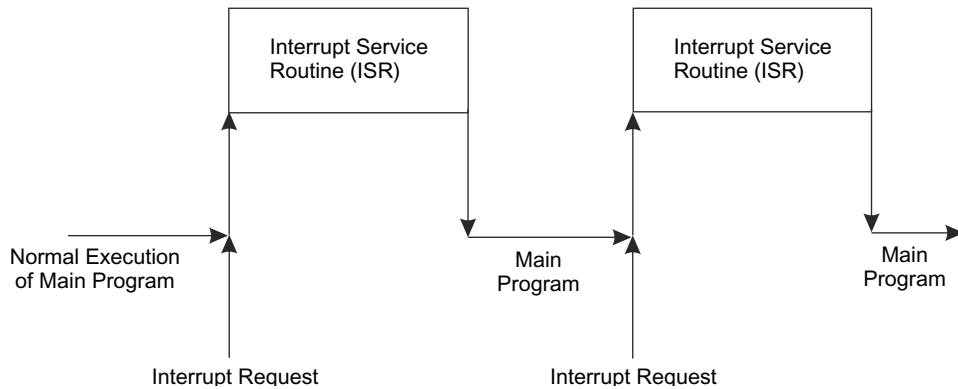 Interrupt Service
Routine (ISR)
Interrupt Service
Routine (ISR)
Normal Execution
of Main Program
Main
Program
Main
Program
Interrupt Request
Interrupt Request